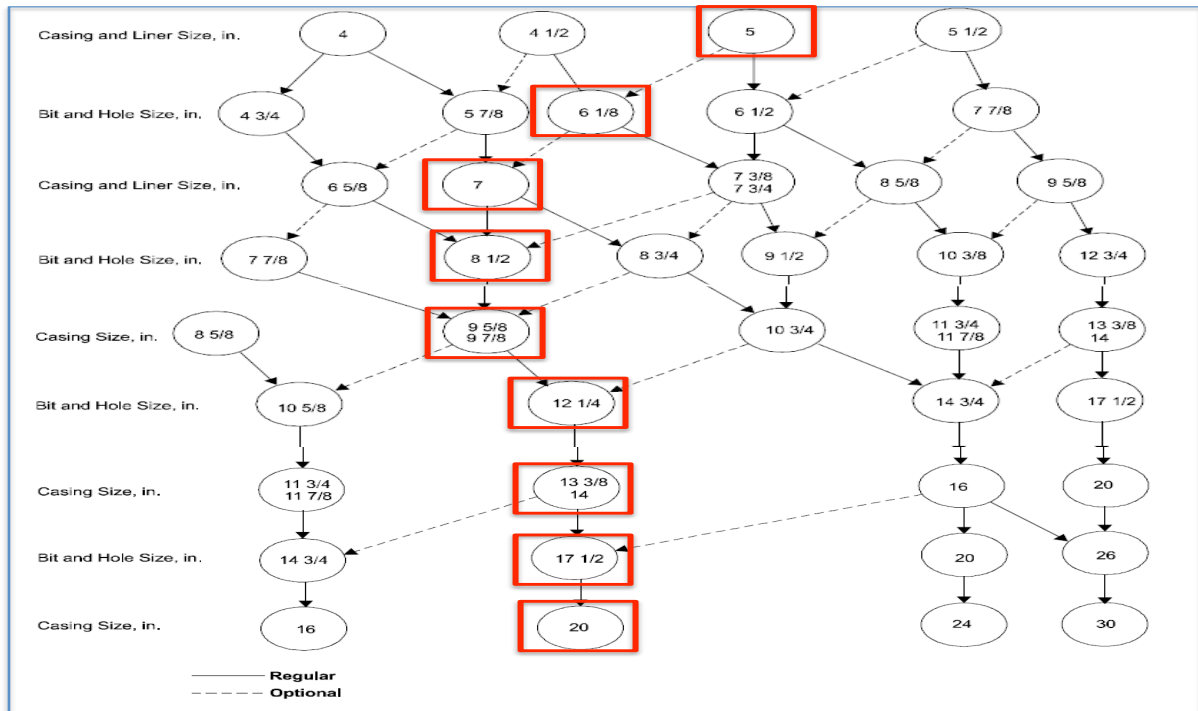 Casing and Liner Size, in. 4 4 1/2 5 5 1/2
Bit and Hole Size, in. 4 3/4 5 7/8 6 1/8 6 1/2 7 7/8
Casing and Liner Size, in. 6 5/8 7 7 3/8 8 5/8 9 5/8
7 3/4
Bit and Hole Size, in. 7 7/8 8 1/2 8 3/4 9 1/2 10 3/8 12 3/4
Casing Size, in. 8 5/8 9 5/8 10 3/4 11 3/4 13 3/8
9 7/8 11 7/8 14
Bit and Hole Size, in. 10 5/8 12 1/4 14 3/4 17 1/2
Casing Size, in. 11 3/4 13 3/8 16 20
11 7/8 14
Bit and Hole Size, in. 14 3/4 17 1/2 20 26
Casing Size, in. 16 20 24 30
Regular
Optional